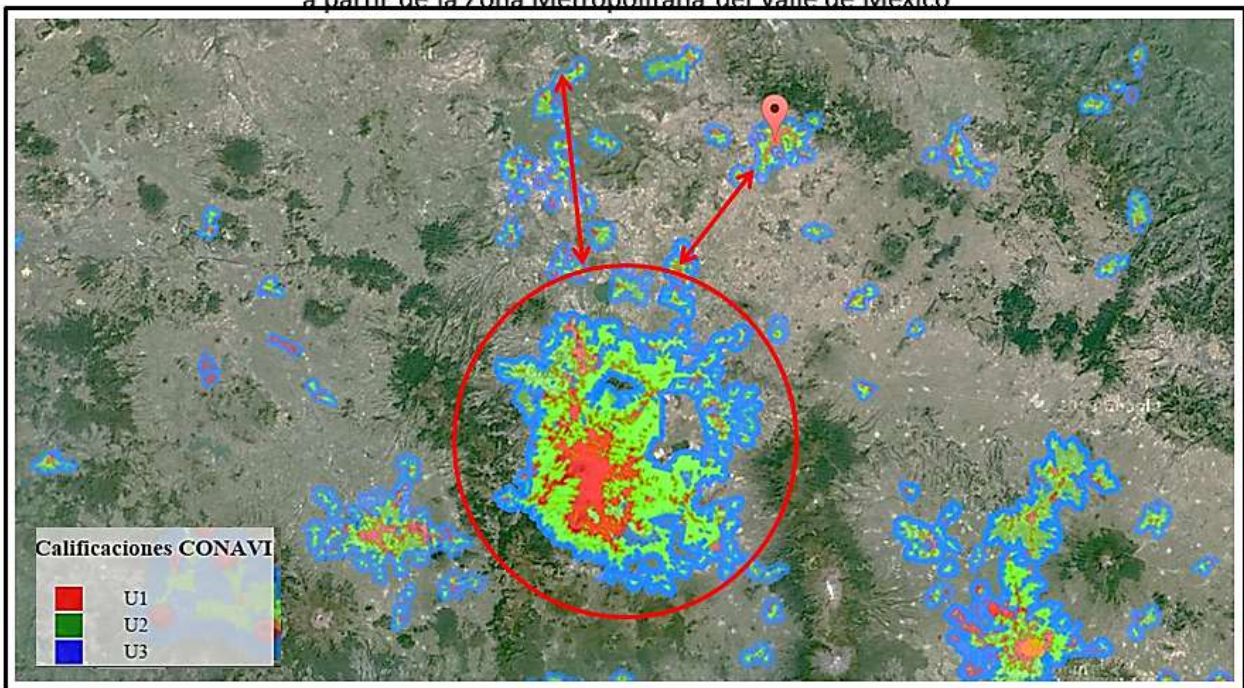 a partir de la Zona Metropolitana del Valle de México
Calificaciones CONAVI
U1
U2
U3